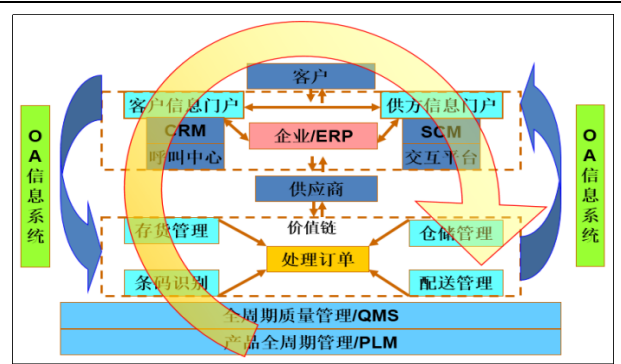 客户
客户信息门户
供方信息门户
CRM
呼叫中心
企业/ERP
SCM
交互平台
OA信息系统
OA信息系统
供应商
价值链
存货管理
仓储管理
处理订单
条码识别
配送管理
全周期质量管理/QMS
产品全周期管理/PLM